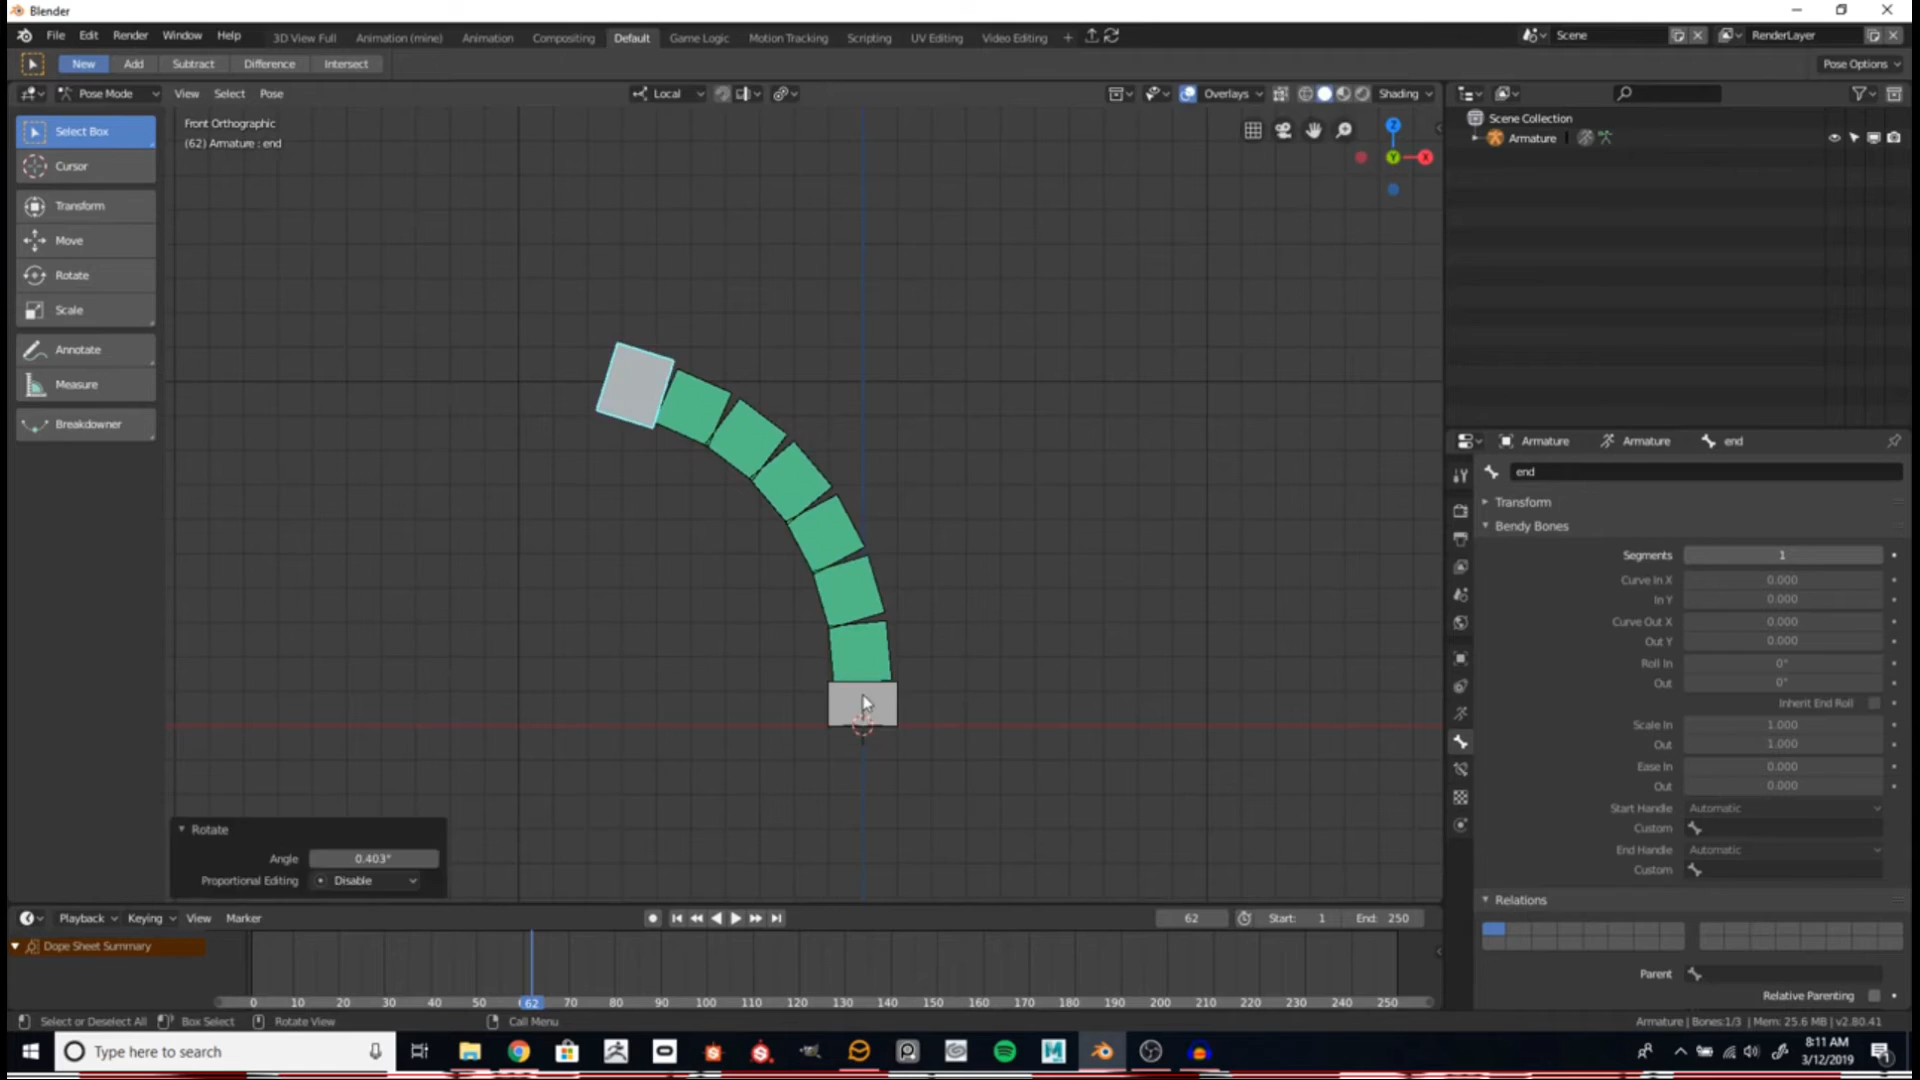 Blender
File Edit Render Window Help 3D View Full Animation (mine) Animation Compositing Default Game Logic Motion Tracking Scripting UV Editing Video Editing + Scene RenderLayer
New Add Subtract Difference Intersect Pose Options
Pose Mode View Select Pose Local Overlays Shading
Front Orthographic
(62) Armature : end
Select Box
Cursor
Transform
Move
Rotate
Scale
Annotate
Measure
Breakdowner
Z
Y
X
Scene Collection
Armature
Armature Armature end
end
Transform
Bendy Bones
Segments 1
Curve In X 0.000
In Y 0.000
Curve Out X 0.000
Out Y 0.000
Roll In 0°
Out 0°
Inherit End Roll
Scale In 1.000
Out 1.000
Ease In 0.000
Out 0.000
Start Handle Automatic
Custom
End Handle Automatic
Custom
Relations
Parent
Relative Parenting
Rotate
Angle 0.403°
Proportional Editing Disable
Playback Keying View Marker 62 Start: 1 End: 250
Dope Sheet Summary
0 10 20 30 40 50 62 70 80 90 100 110 120 130 140 150 160 170 180 190 200 210 220 230 240 250
Select or Deselect All Box Select Rotate View Call Menu Armature | Bones:1/3 | Mem: 25.6 MB | v2.80.41
Type here to search
8:11 AM
3/12/2019